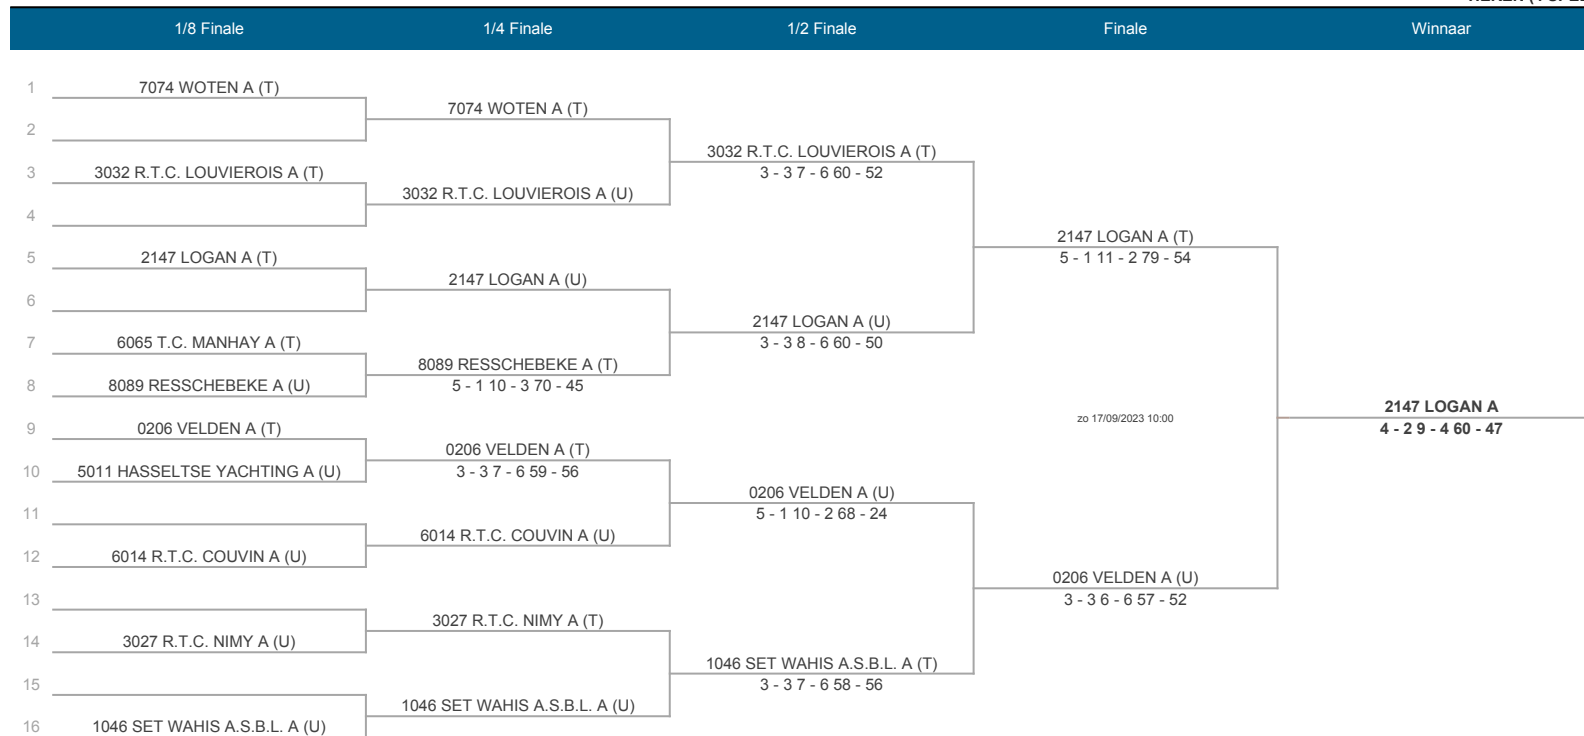 1/8 Finale 1/4 Finale 1/2 Finale Finale Winnaar
1 7074 WOTEN A (T)
7074 WOTEN A (T)
2
3032 R.T.C. LOUVIEROIS A (T)
3 3032 R.T.C. LOUVIEROIS A (T)
3 - 3 7 - 6 60 - 52
3032 R.T.C. LOUVIEROIS A (U)
4
2147 LOGAN A (T)
5 2147 LOGAN A (T)
5 - 1 11 - 2 79 - 54
2147 LOGAN A (U)
6
2147 LOGAN A (U)
7 6065 T.C. MANHAY A (T)
3 - 3 8 - 6 60 - 50
8089 RESSCHEBEKE A (T)
8 8089 RESSCHEBEKE A (U)
5 - 1 10 - 3 70 - 45
2147 LOGAN A
zo 17/09/2023 10:00
9 0206 VELDEN A (T)
4 - 2 9 - 4 60 - 47
0206 VELDEN A (T)
10 5011 HASSELTSE YACHTING A (U)
3 - 3 7 - 6 59 - 56
0206 VELDEN A (U)
11
5 - 1 10 - 2 68 - 24
6014 R.T.C. COUVIN A (U)
12 6014 R.T.C. COUVIN A (U)
0206 VELDEN A (U)
13
3 - 3 6 - 6 57 - 52
3027 R.T.C. NIMY A (T)
14 3027 R.T.C. NIMY A (U)
1046 SET WAHIS A.S.B.L. A (T)
15
3 - 3 7 - 6 58 - 56
1046 SET WAHIS A.S.B.L. A (U)
16 1046 SET WAHIS A.S.B.L. A (U)